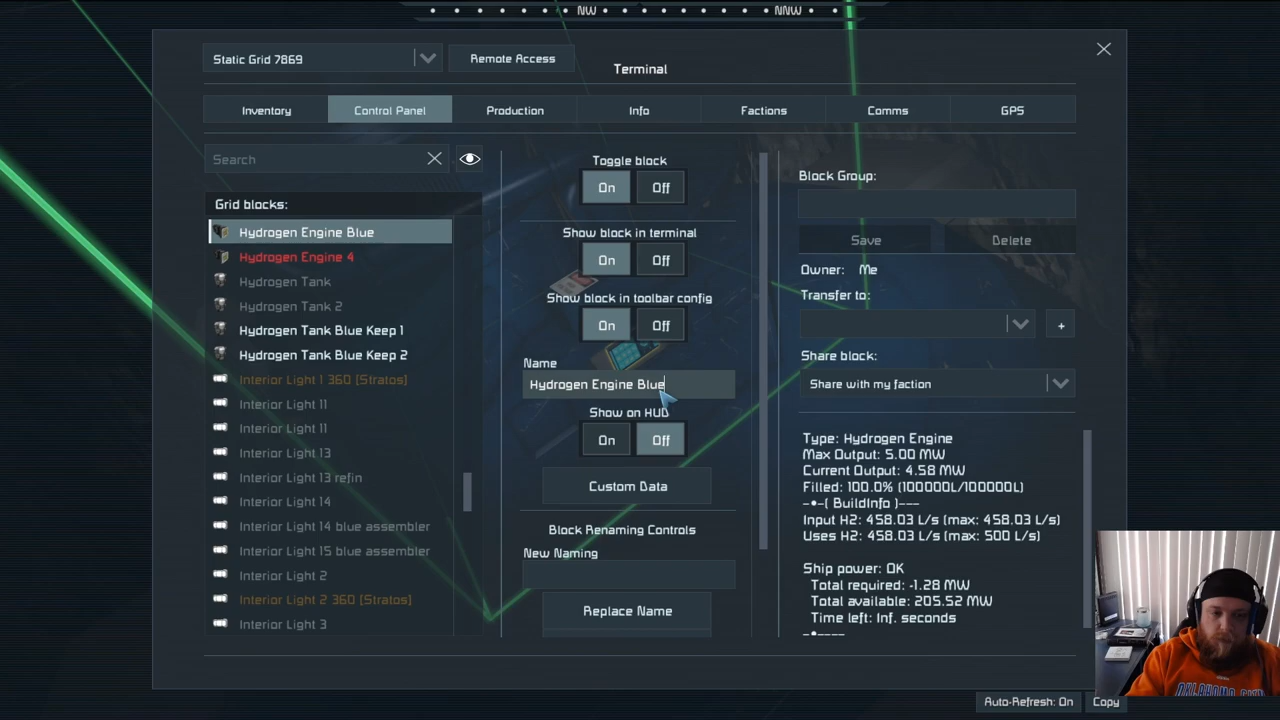 NW
NNW
Static Grid 7869
Remote Access
Terminal
Inventory
Control Panel
Production
Info
Factions
Comms
GPS
Search
Grid blocks:
Hydrogen Engine Blue
Hydrogen Engine 4
Hydrogen Tank
Hydrogen Tank 2
Hydrogen Tank Blue Keep 1
Hydrogen Tank Blue Keep 2
Interior Light 1 360 [Stratos]
Interior Light 11
Interior Light 11
Interior Light 13
Interior Light 13 refin
Interior Light 14
Interior Light 14 blue assembler
Interior Light 15 blue assembler
Interior Light 2
Interior Light 2 360 [Stratos]
Interior Light 3
Toggle block
On Off
Show block in terminal
On Off
Show block in toolbar config
On Off
Name
Hydrogen Engine Blue
Show on HUD
On Off
Custom Data
Block Renaming Controls
New Naming
Replace Name
Block Group:
Save Delete
Owner: Me
Transfer to:
+
Share block:
Share with my faction
Type: Hydrogen Engine
Max Output: 5.00 MW
Current Output: 4.58 MW
Filled: 100.0% (100000L/100000L)
-•-( BuildInfo )---
Input H2: 458.03 L/s (max: 458.03 L/s)
Uses H2: 458.03 L/s (max: 500 L/s)
Ship power: OK
Total required: -1.28 MW
Total available: 205.52 MW
Time left: Inf. seconds
-•----
Auto-Refresh: On
Copy